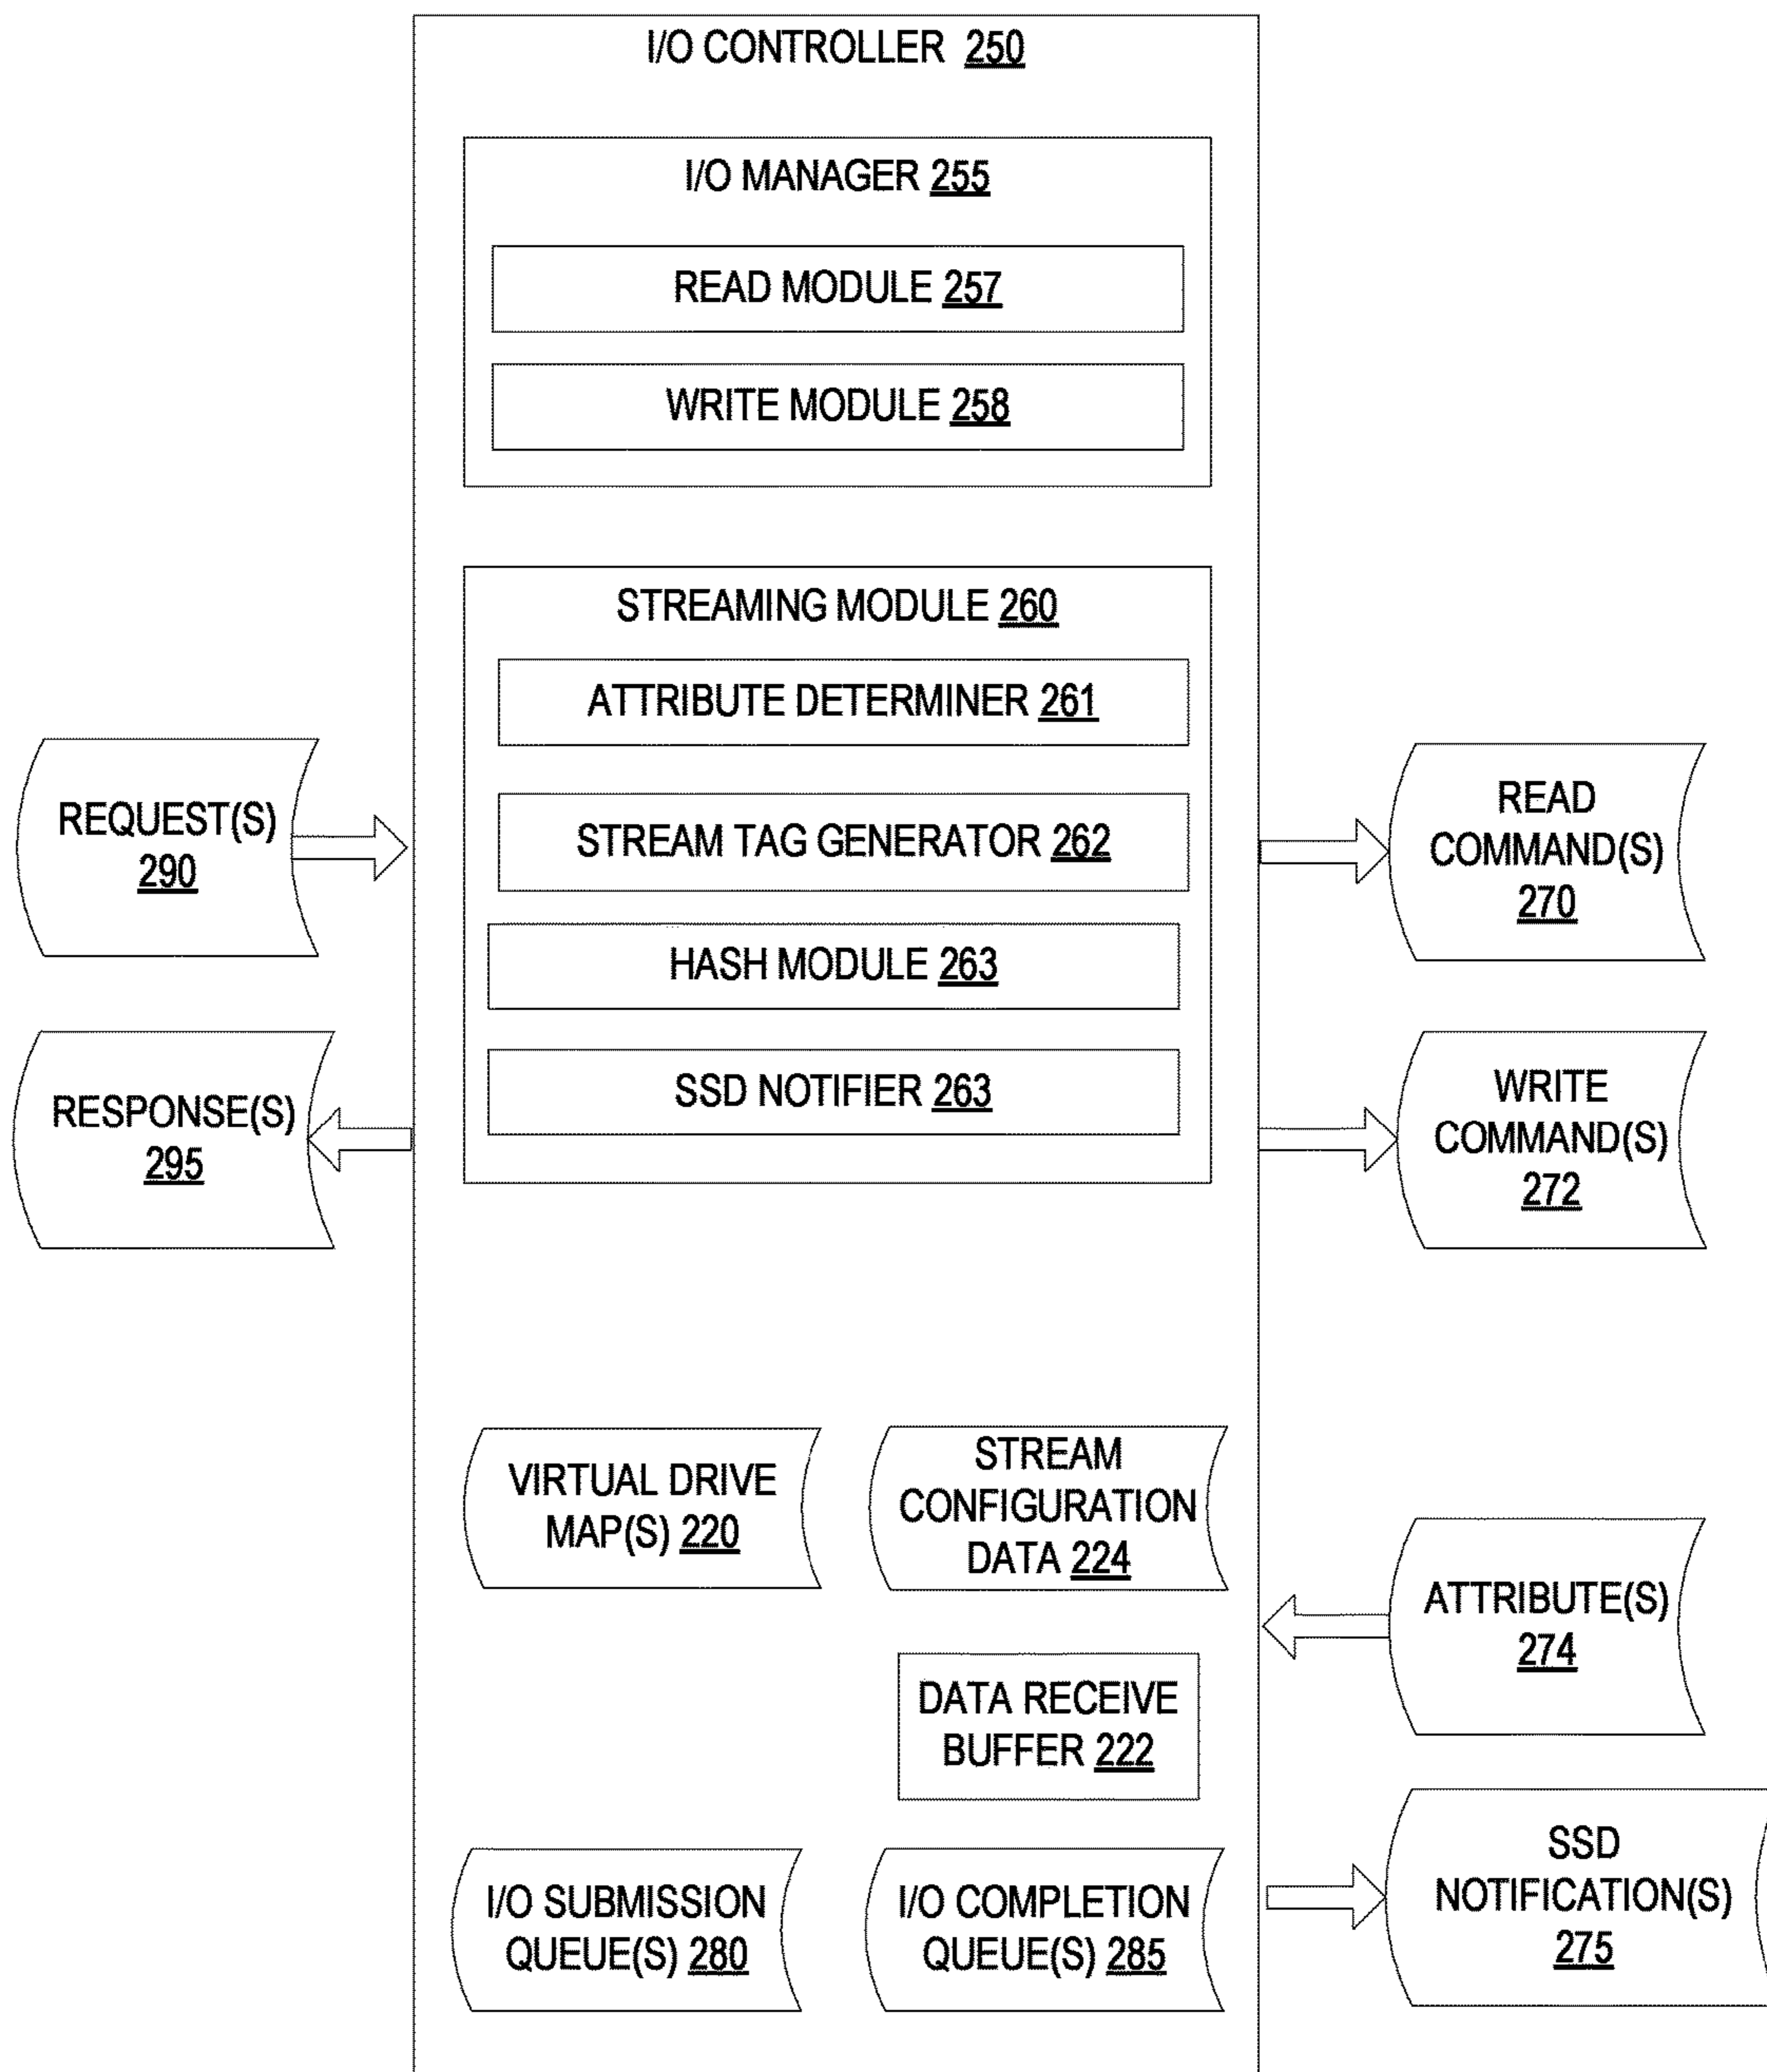 I/O CONTROLLER 250
I/O MANAGER 255
READ MODULE 257
WRITE MODULE 258
STREAMING MODULE 260
ATTRIBUTE DETERMINER 261
STREAM TAG GENERATOR 262
HASH MODULE 263
SSD NOTIFIER 263
REQUEST(S)
290
RESPONSE(S)
295
READ
COMMAND(S)
270
WRITE
COMMAND(S)
272
VIRTUAL DRIVE
MAP(S) 220
STREAM
CONFIGURATION
DATA 224
ATTRIBUTE(S)
274
DATA RECEIVE
BUFFER 222
I/O SUBMISSION
QUEUE(S) 280
I/O COMPLETION
QUEUE(S) 285
SSD
NOTIFICATION(S)
275